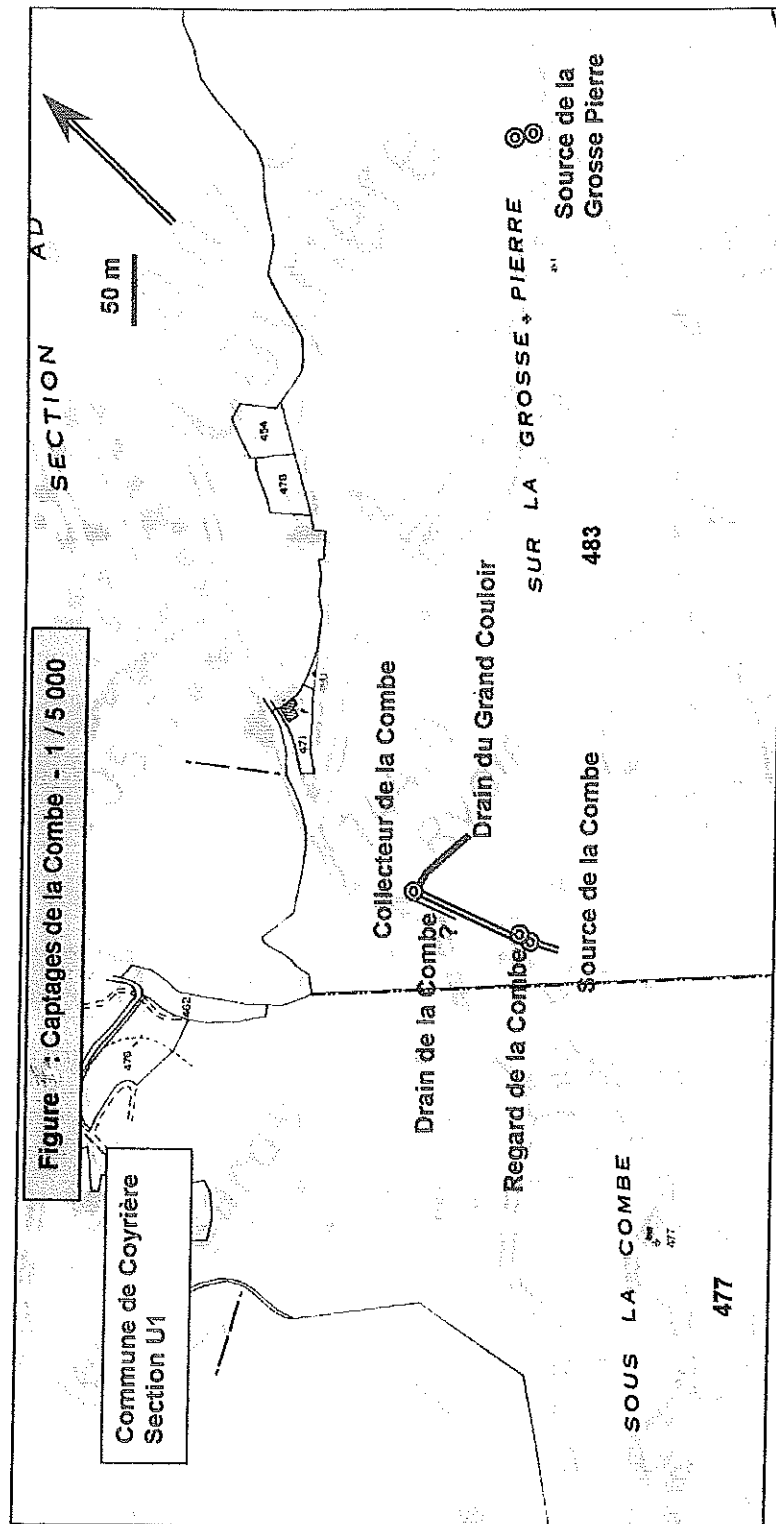 Figure : Captages de la Combe - 1 / 5 000
Commune de Coyrière
Section U1
SECTION AD
50 m
454
478
471
462
476
Collecteur de la Combe
Drain du Grand Couloir
Drain de la Combe
?
Regard de la Combe
Source de la Combe
SUR LA GROSSE PIERRE
483
Source de la
Grosse Pierre
SOUS LA COMBE
477
477